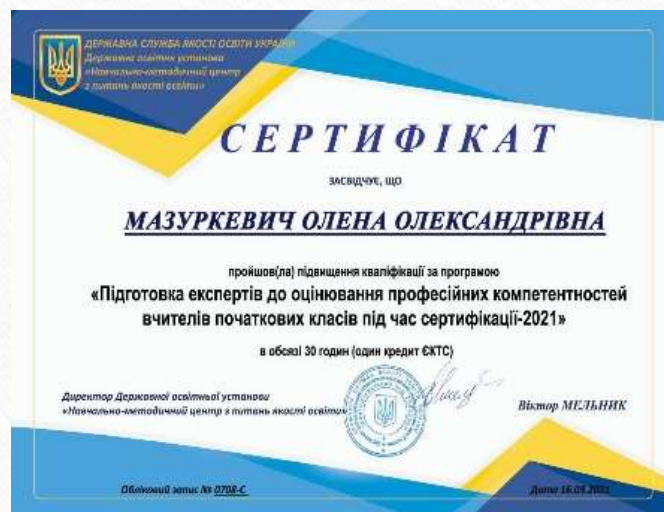 ДЕРЖАВНА СЛУЖБА ЯКОСТІ ОСВІТИ УКРАЇНИ
Державна освітня установа
«Навчально-методичний центр
з питань якості освіти»
СЕРТИФІКАТ
ЗАСВІДЧУЄ, ЩО
МАЗУРКЕВИЧ ОЛЕНА ОЛЕКСАНДРІВНА
пройшов(ла) підвищення кваліфікації за програмою
«Підготовка експертів до оцінювання професійних компетентностей
вчителів початкових класів під час сертифікації-2021»
в обсязі 30 годин (один кредит ЄКТС)
Директор Державної освітньої установи
«Навчально-методичний центр з питань якості освіти»
Віктор МЕЛЬНИК
Обліковий запис № 0708-С
Дата